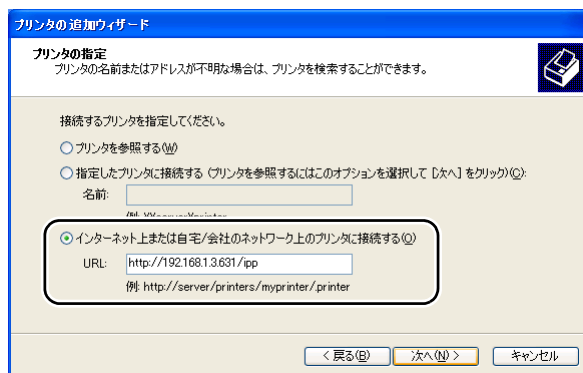 プリンタの追加ウィザード
プリンタの指定
プリンタの名前またはアドレスが不明な場合は、プリンタを検索することができます。
接続するプリンタを指定してください。
プリンタを参照する(W)
指定したプリンタに接続する (プリンタを参照するにはこのオプションを選択して [次へ] をクリック)(C):
名前:
例: ¥¥server¥printer
インターネット上または自宅/会社のネットワーク上のプリンタに接続する(O)
URL: http://192.168.1.3.631/ipp
例: http://server/printers/myprinter/.printer
< 戻る(B) 次へ(N) > キャンセル